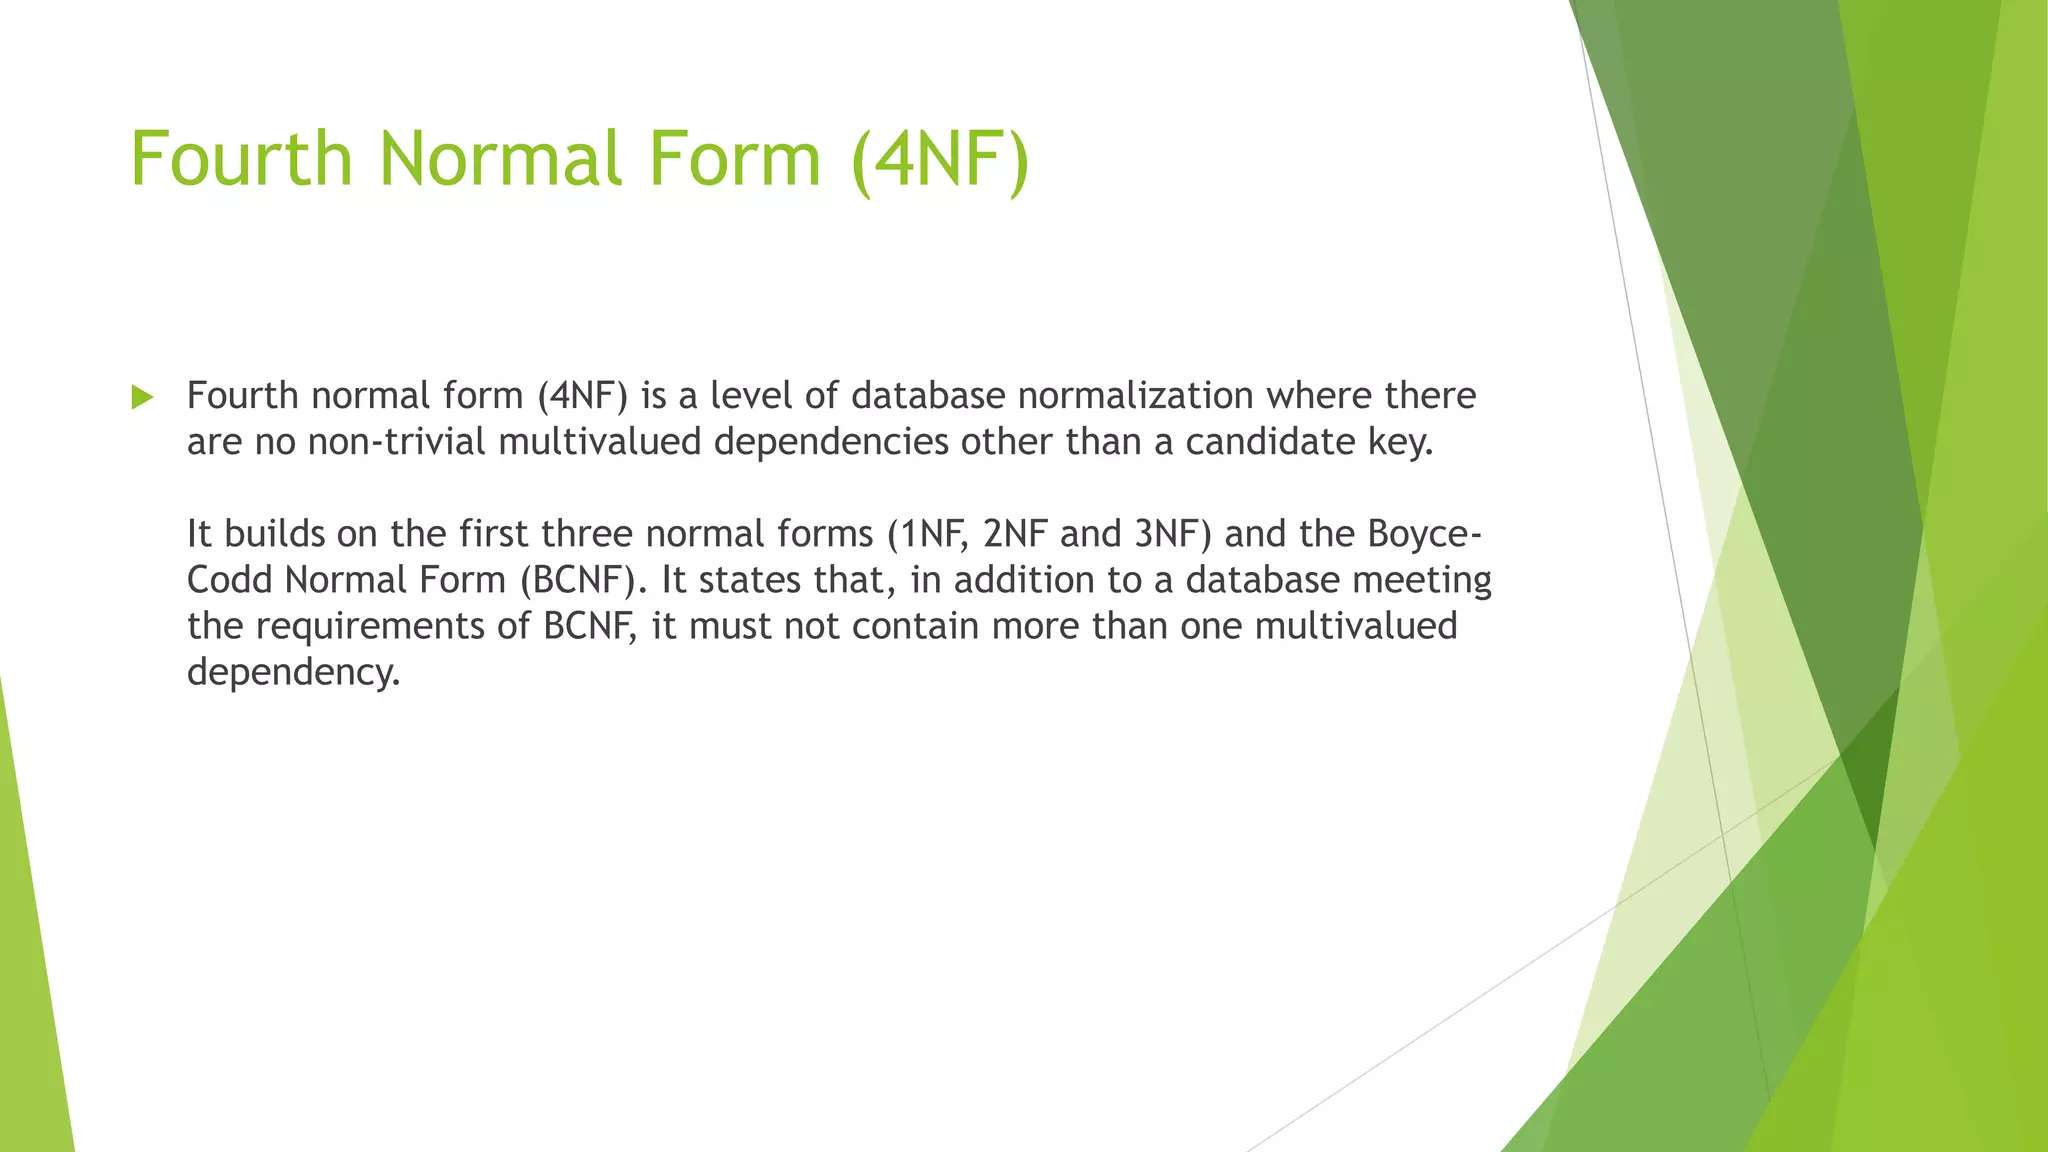 Fourth Normal Form (4NF)
Fourth normal form (4NF) is a level of database normalization where there
are no non-trivial multivalued dependencies other than a candidate key.
It builds on the first three normal forms (1NF, 2NF and 3NF) and the Boyce-
Codd Normal Form (BCNF). It states that, in addition to a database meeting
the requirements of BCNF, it must not contain more than one multivalued
dependency.